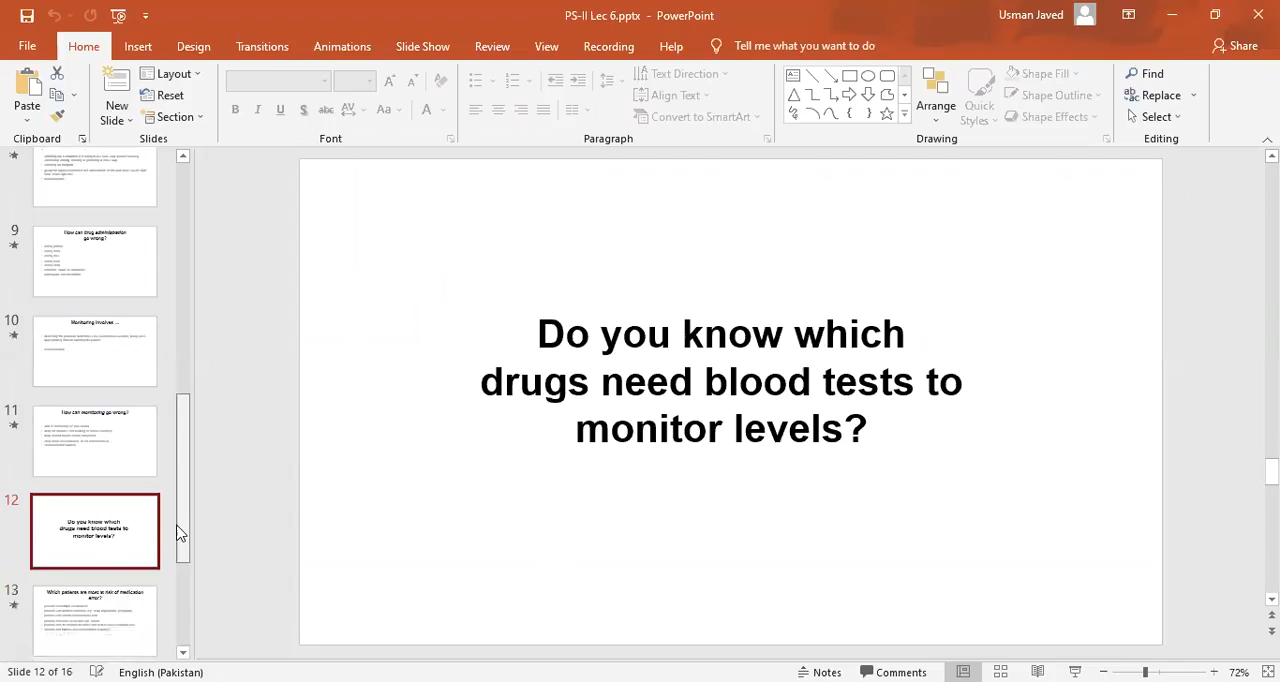 PS-II Lec 6.pptx - PowerPoint
Usman Javed
File Home Insert Design Transitions Animations Slide Show Review View Recording Help Tell me what you want to do Share
Paste
New Slide
Layout
Reset
Section
B I U S abc AV Aa A
Text Direction
Align Text
Convert to SmartArt
Arrange
Quick Styles
Shape Fill
Shape Outline
Shape Effects
Find
Replace
Select
Clipboard Slides Font Paragraph Drawing Editing
9
How can drug administration
go wrong?
10
Monitoring involves ...
11
How can monitoring go wrong?
12
Do you know which
drugs need blood tests to
monitor levels?
13
Which patients are more at risk of medication
error?
Do you know which
drugs need blood tests to
monitor levels?
Slide 12 of 16 English (Pakistan) Notes Comments 72%